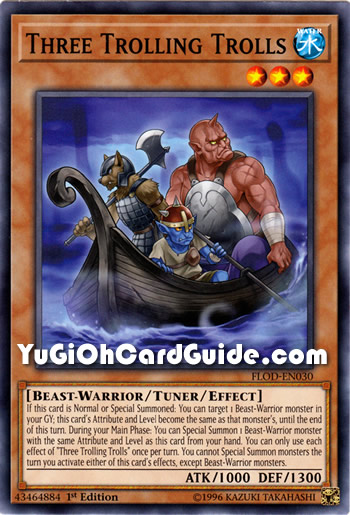 THREE TROLLING TROLLS
WATER
水
YuGiOhCardGuide.com
FLOD-EN030
[BEAST-WARRIOR/TUNER/EFFECT]
If this card is Normal or Special Summoned: You can target 1 Beast-Warrior monster in
your GY; this card's Attribute and Level become the same as that monster's, until the end
of this turn. During your Main Phase: You can Special Summon 1 Beast-Warrior monster
with the same Attribute and Level as this card from your hand. You can only use each
effect of "Three Trolling Trolls" once per turn. You cannot Special Summon monsters the
turn you activate either of this card's effects, except Beast-Warrior monsters.
ATK/1000 DEF/1300
43464884 1st Edition ©1996 KAZUKI TAKAHASHI